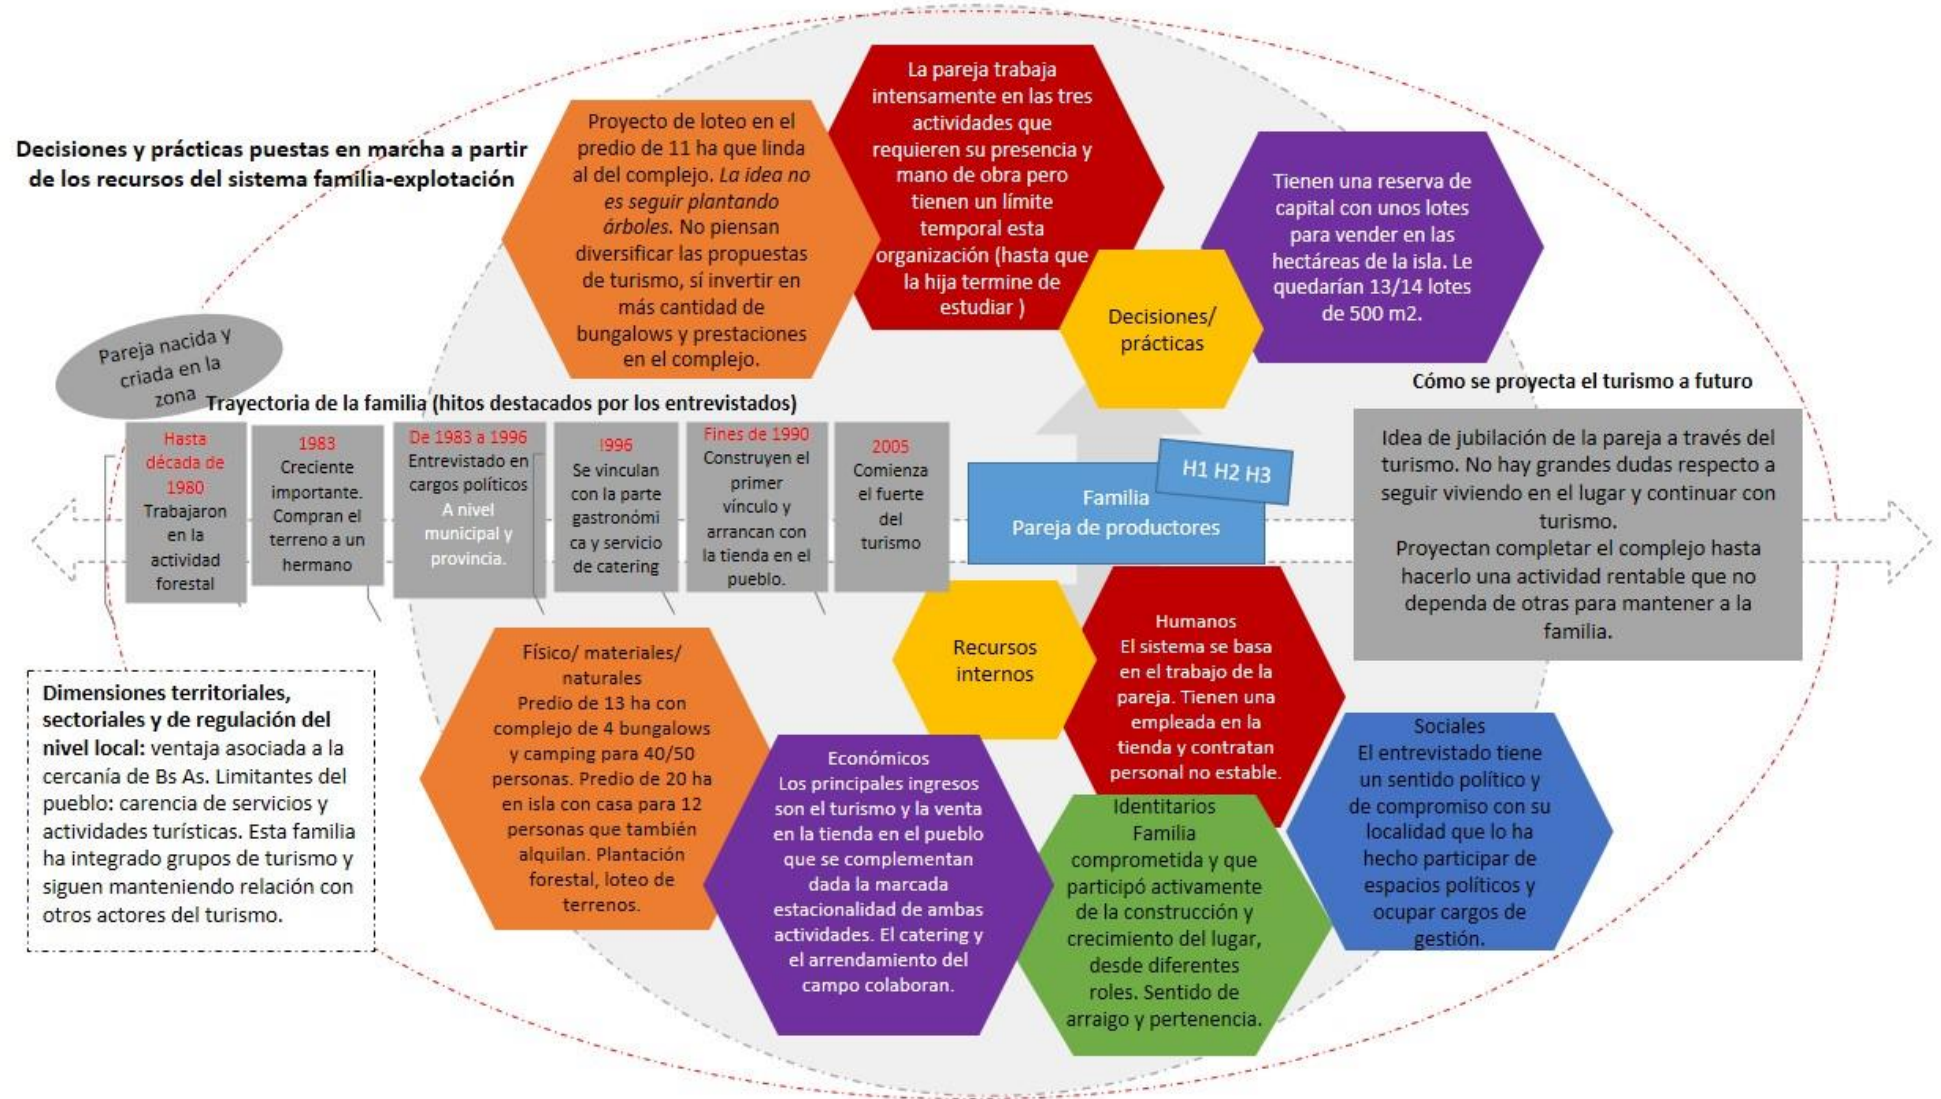 Decisiones y prácticas puestas en marcha a partir
de los recursos del sistema familia-explotación
Proyecto de loteo en el
predio de 11 ha que linda
al del complejo. La idea no
es seguir plantando
árboles. No piensan
diversificar las propuestas
de turismo, sí invertir en
más cantidad de
bungalows y prestaciones
en el complejo.
La pareja trabaja
intensamente en las tres
actividades que
requieren su presencia y
mano de obra pero
tienen un límite
temporal esta
organización (hasta que
la hija termine de
estudiar )
Decisiones/
prácticas
Tienen una reserva de
capital con unos lotes
para vender en las
hectáreas de la isla. Le
quedarían 13/14 lotes
de 500 m2.
Pareja nacida y
criada en la
zona
Trayectoria de la familia (hitos destacados por los entrevistados)
Hasta
década de
1980
Trabajaron
en la
actividad
forestal
1983
Creciente
importante.
Compran el
terreno a un
hermano
De 1983 a 1996
Entrevistado en
cargos políticos
A nivel
municipal y
provincia.
!996
Se vinculan
con la parte
gastronómi
ca y servicio
de catering
Fines de 1990
Construyen el
primer
vínculo y
arrancan con
la tienda en el
pueblo.
2005
Comienza
el fuerte
del
turismo
H1 H2 H3
Familia
Pareja de productores
Cómo se proyecta el turismo a futuro
Idea de jubilación de la pareja a través del
turismo. No hay grandes dudas respecto a
seguir viviendo en el lugar y continuar con
turismo.
Proyectan completar el complejo hasta
hacerlo una actividad rentable que no
dependa de otras para mantener a la
familia.
Dimensiones territoriales,
sectoriales y de regulación del
nivel local: ventaja asociada a la
cercanía de Bs As. Limitantes del
pueblo: carencia de servicios y
actividades turísticas. Esta familia
ha integrado grupos de turismo y
siguen manteniendo relación con
otros actores del turismo.
Físico/ materiales/
naturales
Predio de 13 ha con
complejo de 4 bungalows
y camping para 40/50
personas. Predio de 20 ha
en isla con casa para 12
personas que también
alquilan. Plantación
forestal, loteo de
terrenos.
Económicos
Los principales ingresos
son el turismo y la venta
en la tienda en el pueblo
que se complementan
dada la marcada
estacionalidad de ambas
actividades. El catering y
el arrendamiento del
campo colaboran.
Recursos
internos
Humanos
El sistema se basa
en el trabajo de la
pareja. Tienen una
empleada en la
tienda y contratan
personal no estable.
Identitarios
Familia
comprometida y que
participó activamente
de la construcción y
crecimiento del lugar,
desde diferentes
roles. Sentido de
arraigo y pertenencia.
Sociales
El entrevistado tiene
un sentido político y
de compromiso con su
localidad que lo ha
hecho participar de
espacios políticos y
ocupar cargos de
gestión.